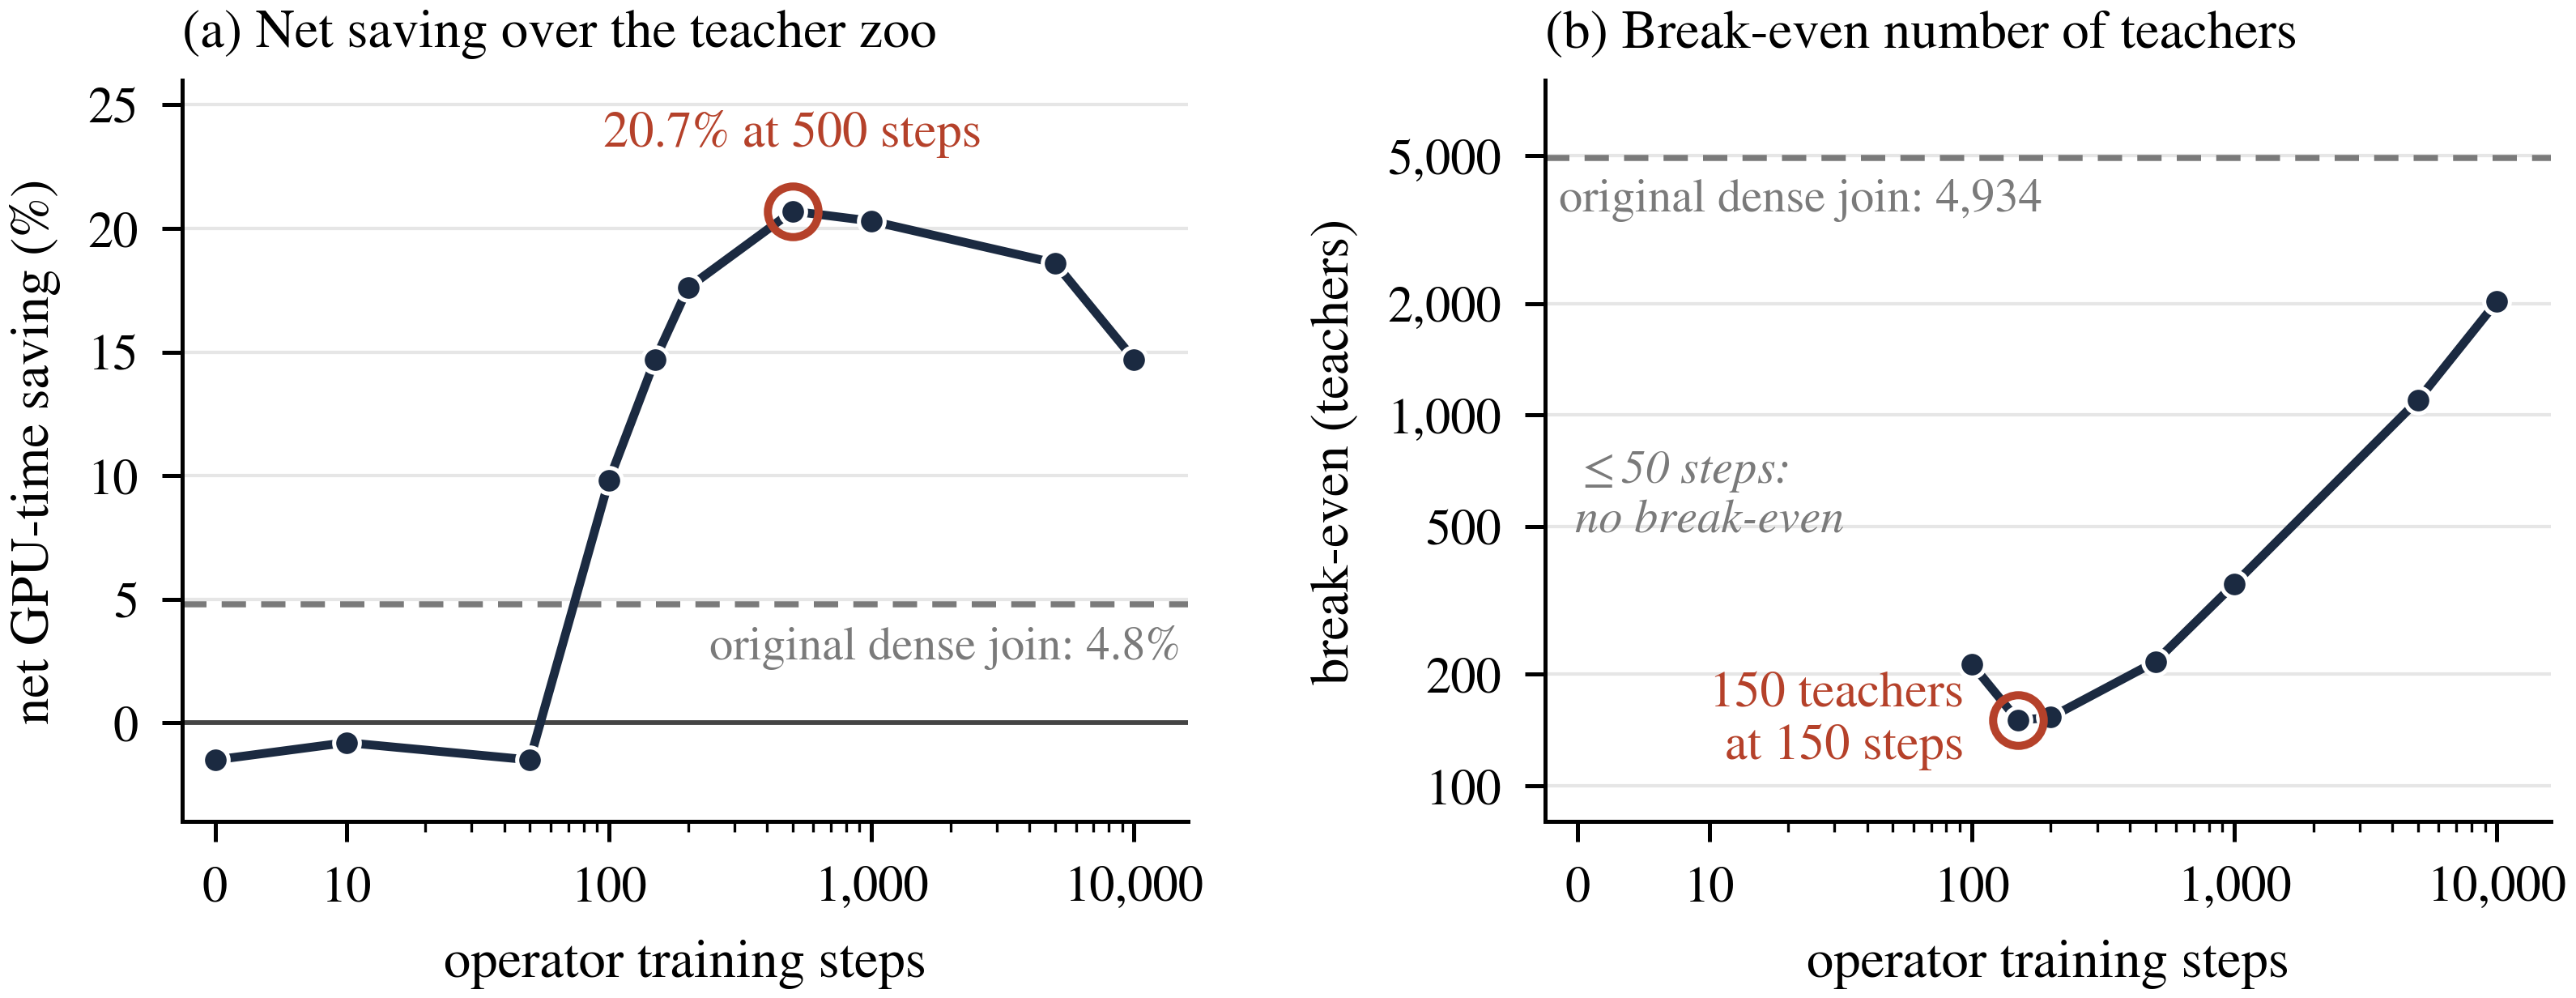 (a) Net saving over the teacher zoo
net GPU-time saving (%)
25
20
15
10
5
0
20.7% at 500 steps
original dense join: 4.8%
0
10
100
1,000
10,000
operator training steps
(b) Break-even number of teachers
break-even (teachers)
5,000
2,000
1,000
500
200
100
original dense join: 4,934
≤50 steps:
no break-even
150 teachers
at 150 steps
0
10
100
1,000
10,000
operator training steps